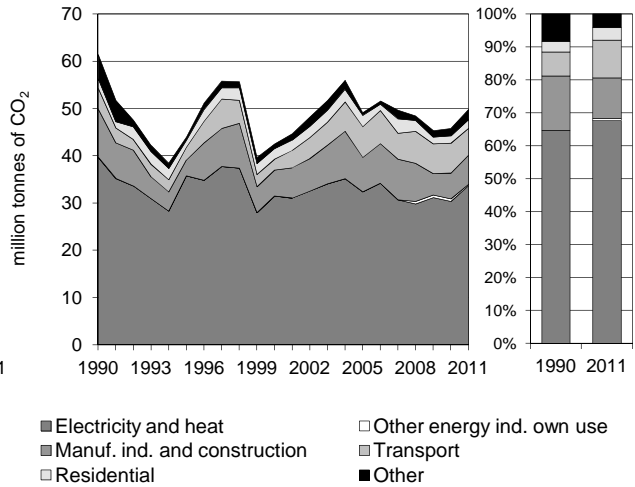 70
60
50
40
30
20
10
0
million tonnes of CO2
1990 1993 1996 1999 2002 2005 2008 2011
1
100%
90%
80%
70%
60%
50%
40%
30%
20%
10%
0%
1990 2011
Electricity and heat
Other energy ind. own use
Manuf. ind. and construction
Transport
Residential
Other